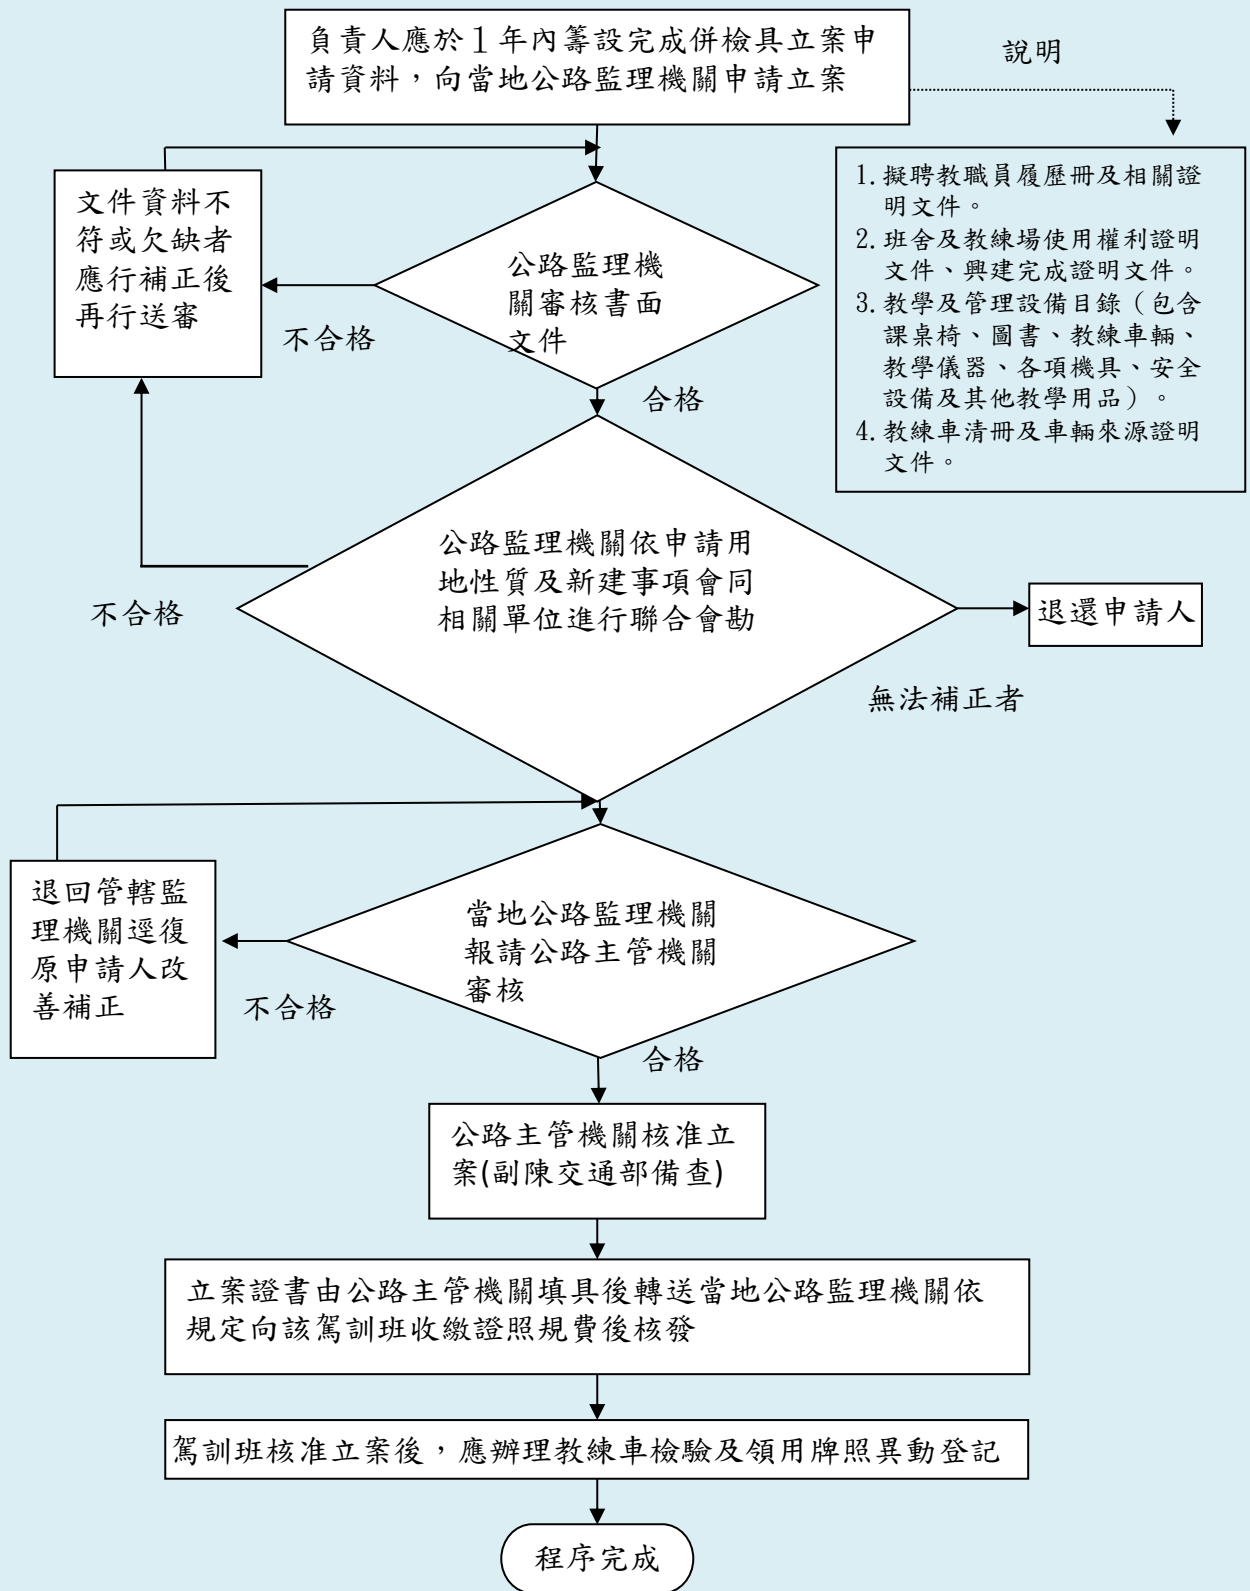 負責人應於１年內籌設完成併檢具立案申
請資料，向當地公路監理機關申請立案
說明
1. 擬聘教職員履歷冊及相關證
明文件。
2. 班舍及教練場使用權利證明
文件、興建完成證明文件。
3. 教學及管理設備目錄（包含
課桌椅、圖書、教練車輛、
教學儀器、各項機具、安全
設備及其他教學用品）。
4. 教練車清冊及車輛來源證明
文件。
文件資料不
符或欠缺者
應行補正後
再行送審
公路監理機
關審核書面
文件
不合格
合格
公路監理機關依申請用
地性質及新建事項會同
相關單位進行聯合會勘
不合格
退還申請人
無法補正者
退回管轄監
理機關逕復
原申請人改
善補正
當地公路監理機關
報請公路主管機關
審核
不合格
合格
公路主管機關核准立
案(副陳交通部備查)
立案證書由公路主管機關填具後轉送當地公路監理機關依
規定向該駕訓班收繳證照規費後核發
駕訓班核准立案後，應辦理教練車檢驗及領用牌照異動登記
程序完成